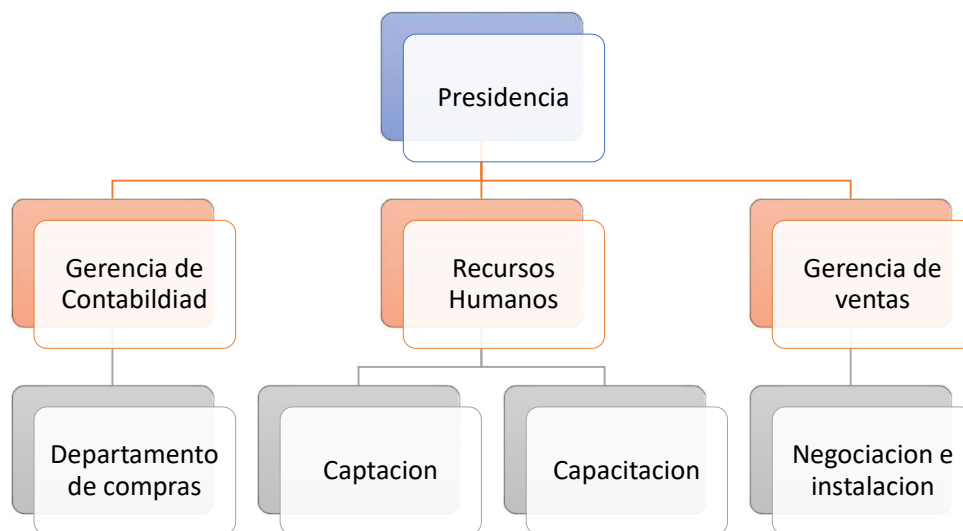 Presidencia
Gerencia de
Contabildiad
Recursos
Humanos
Gerencia de
ventas
Departamento
de compras
Captacion
Capacitacion
Negociacion e
instalacion